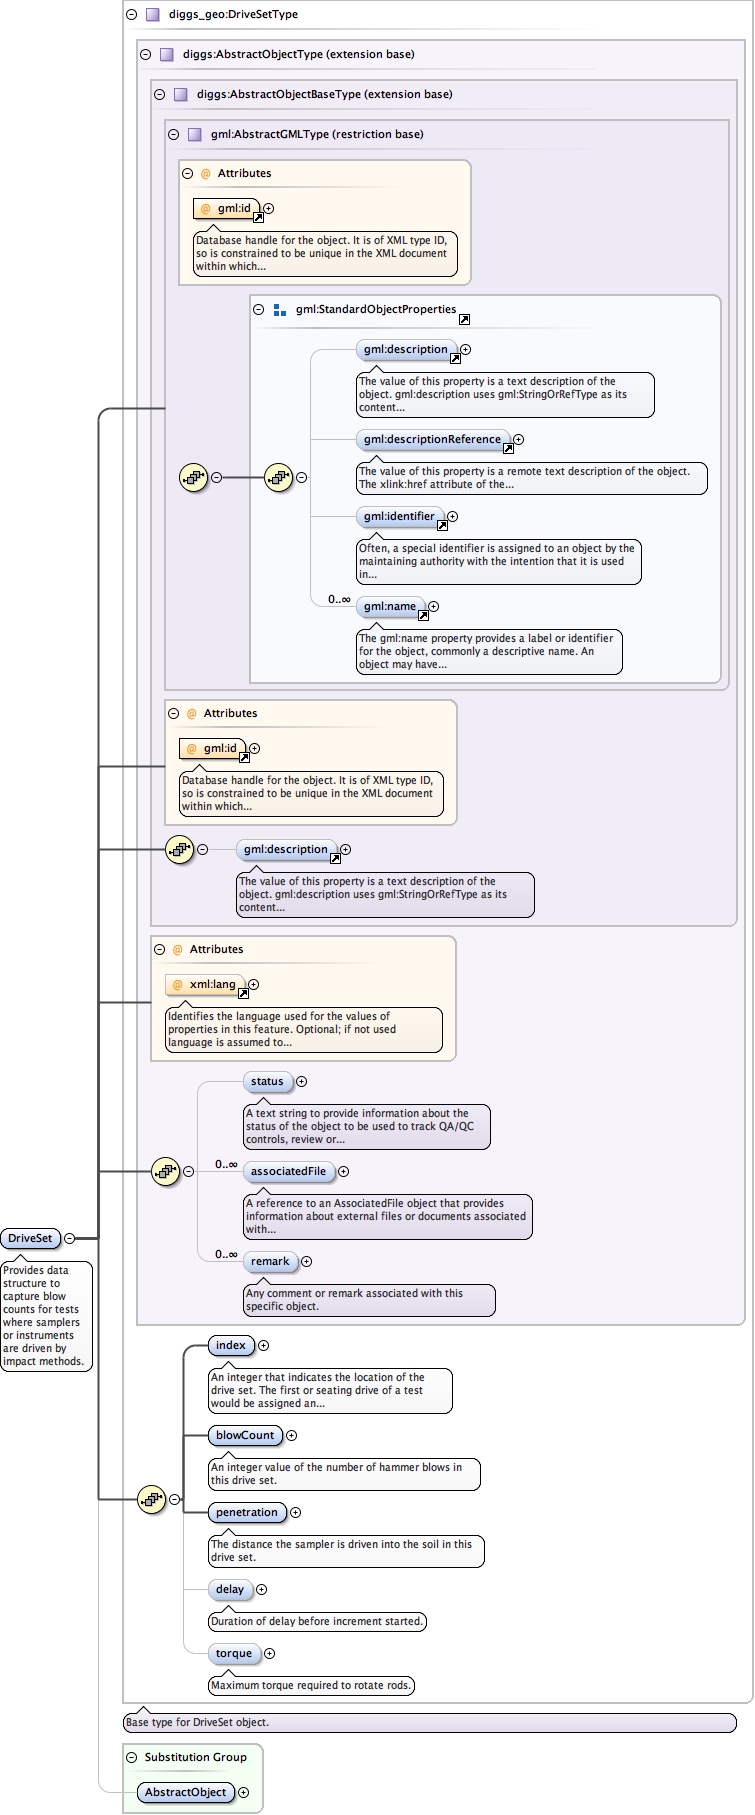 diggs_geo:DriveSetType
diggs:AbstractObjectType (extension base)
diggs:AbstractObjectBaseType (extension base)
gml:AbstractGMLType (restriction base)
@ Attributes
@ gml:id
Database handle for the object. It is of XML type ID,
so is constrained to be unique in the XML document
within which...
gml:StandardObjectProperties
gml:description
The value of this property is a text description of the
object. gml:description uses gml:StringOrRefType as its
content...
gml:descriptionReference
The value of this property is a remote text description of the object.
The xlink:href attribute of the...
gml:identifier
Often, a special identifier is assigned to an object by the
maintaining authority with the intention that it is used
in...
0..∞ gml:name
The gml:name property provides a label or identifier
for the object, commonly a descriptive name. An
object may have...
@ Attributes
@ gml:id
Database handle for the object. It is of XML type ID,
so is constrained to be unique in the XML document
within which...
gml:description
The value of this property is a text description of the
object. gml:description uses gml:StringOrRefType as its
content...
@ Attributes
@ xml:lang
Identifies the language used for the values of
properties in this feature. Optional; if not used
language is assumed to...
status
A text string to provide information about the
status of the object to be used to track QA/QC
controls, review or...
0..∞ associatedFile
A reference to an AssociatedFile object that provides
information about external files or documents associated
with...
0..∞ remark
Any comment or remark associated with this
specific object.
DriveSet
Provides data
structure to
capture blow
counts for tests
where samplers
or instruments
are driven by
impact methods.
index
An integer that indicates the location of the
drive set. The first or seating drive of a test
would be assigned an...
blowCount
An integer value of the number of hammer blows in
this drive set.
penetration
The distance the sampler is driven into the soil in this
drive set.
delay
Duration of delay before increment started.
torque
Maximum torque required to rotate rods.
Base type for DriveSet object.
Substitution Group
AbstractObject